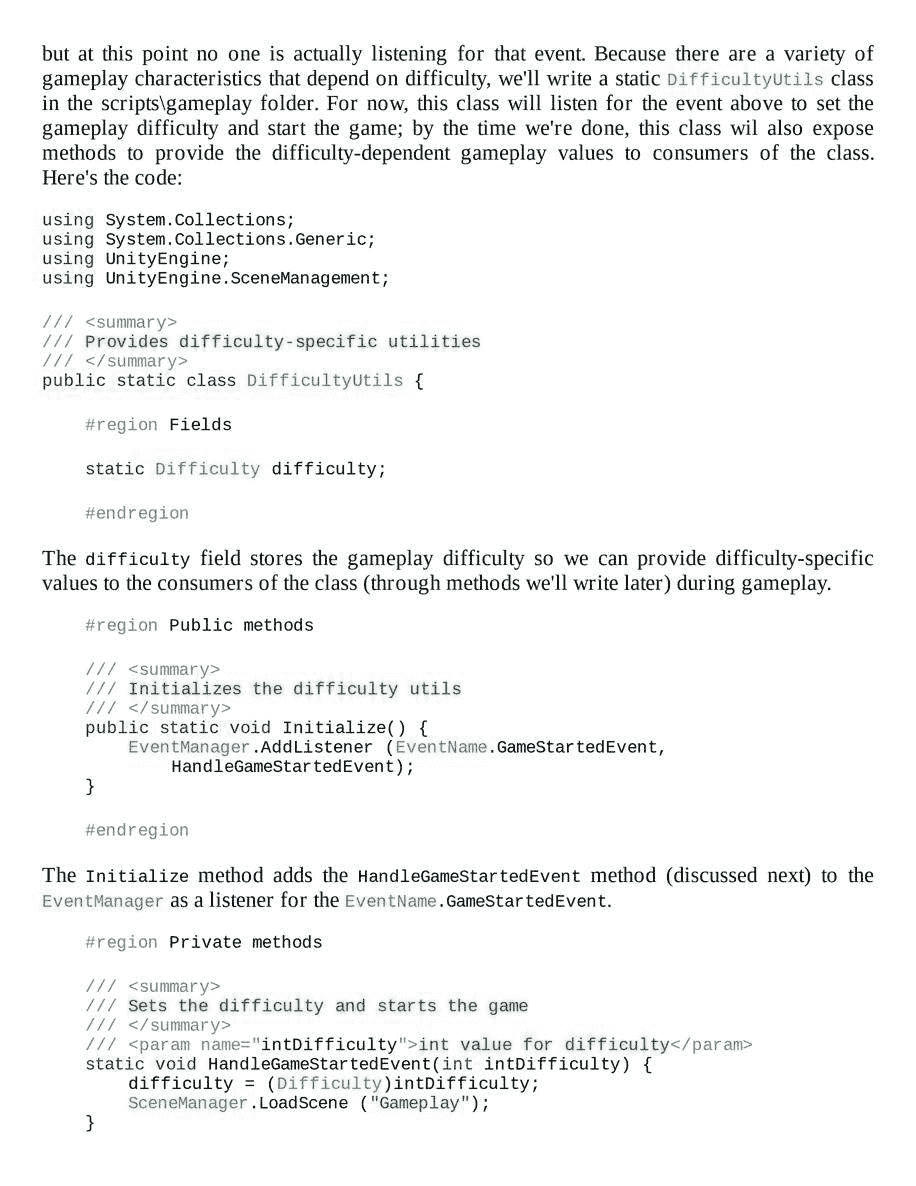 but at this point no one is actually listening for that event. Because there are a variety of
gameplay characteristics that depend on difficulty, we'll write a static DifficultyUtils class
in the scripts\gameplay folder. For now, this class will listen for the event above to set the
gameplay difficulty and start the game; by the time we're done, this class wil also expose
methods to provide the difficulty-dependent gameplay values to consumers of the class.
Here's the code:
using System.Collections;
using System.Collections.Generic;
using UnityEngine;
using UnityEngine.SceneManagement;
/// <summary>
/// Provides difficulty-specific utilities
/// </summary>
public static class DifficultyUtils {
#region Fields
static Difficulty difficulty;
#endregion
The difficulty field stores the gameplay difficulty so we can provide difficulty-specific
values to the consumers of the class (through methods we'll write later) during gameplay.
#region Public methods
/// <summary>
/// Initializes the difficulty utils
/// </summary>
public static void Initialize() {
EventManager.AddListener (EventName.GameStartedEvent,
HandleGameStartedEvent);
}
#endregion
The Initialize method adds the HandleGameStartedEvent method (discussed next) to the
EventManager as a listener for the EventName.GameStartedEvent.
#region Private methods
/// <summary>
/// Sets the difficulty and starts the game
/// </summary>
/// <param name="intDifficulty">int value for difficulty</param>
static void HandleGameStartedEvent(int intDifficulty) {
difficulty = (Difficulty)intDifficulty;
SceneManager.LoadScene ("Gameplay");
}